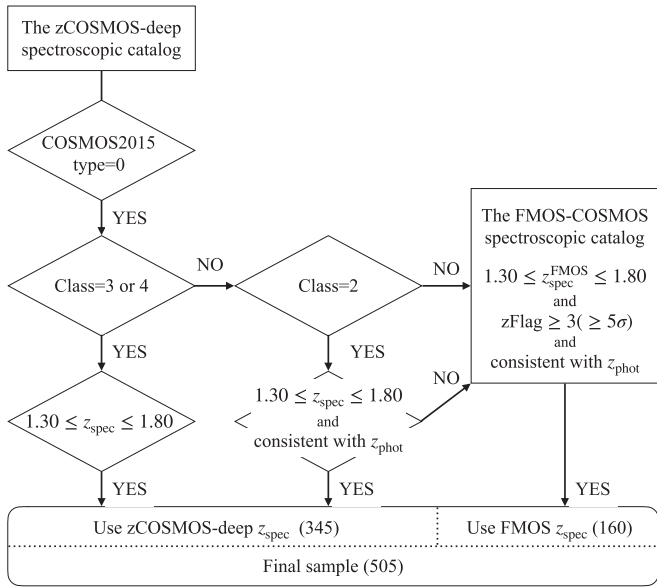 The zCOSMOS-deep
spectroscopic catalog
COSMOS2015
type=0
YES
Class=3 or 4
NO
Class=2
NO
The FMOS-COSMOS
spectroscopic catalog
1.30 ≤ z_spec^FMOS ≤ 1.80
and
zFlag ≥ 3( ≥ 5σ)
and
consistent with z_phot
YES
YES
NO
1.30 ≤ z_spec ≤ 1.80
1.30 ≤ z_spec ≤ 1.80
and
consistent with z_phot
YES
YES
YES
Use zCOSMOS-deep z_spec (345)
Use FMOS z_spec (160)
Final sample (505)